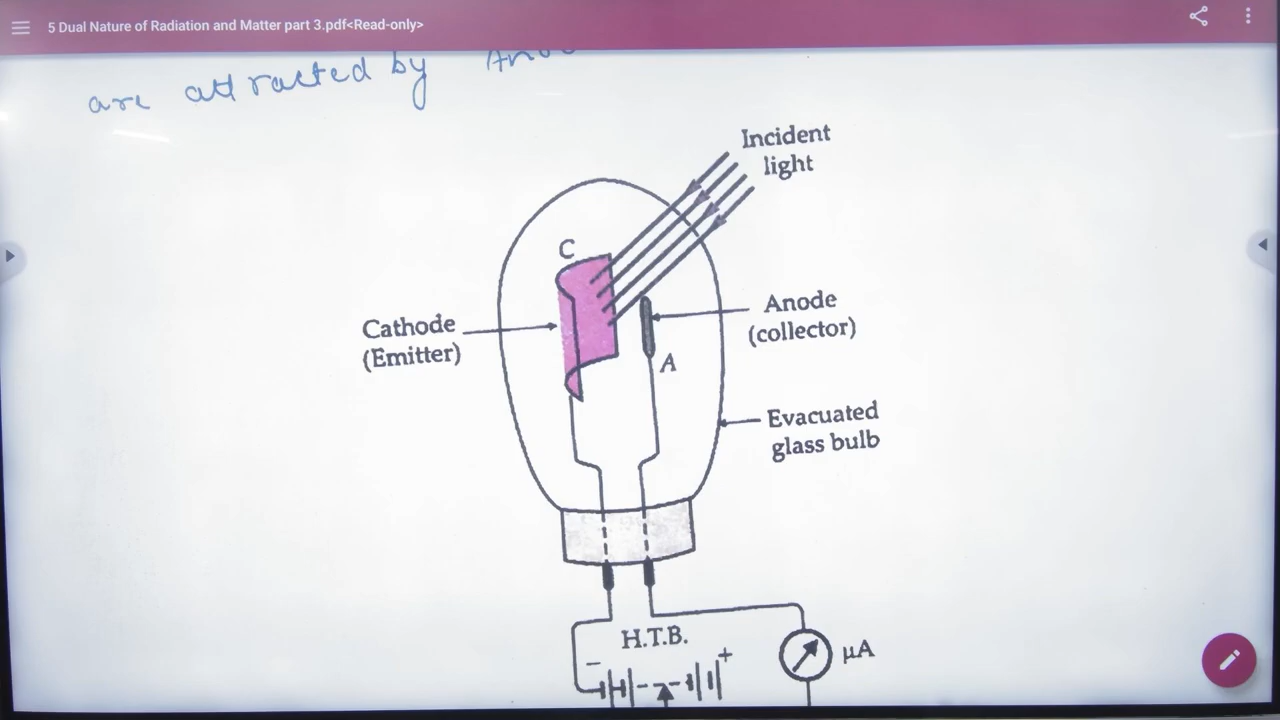 5 Dual Nature of Radiation and Matter part 3.pdf<Read-only>
are attracted by
Incident
light
C
Cathode
(Emitter)
Anode
(collector)
A
Evacuated
glass bulb
H.T.B.
− +
μA